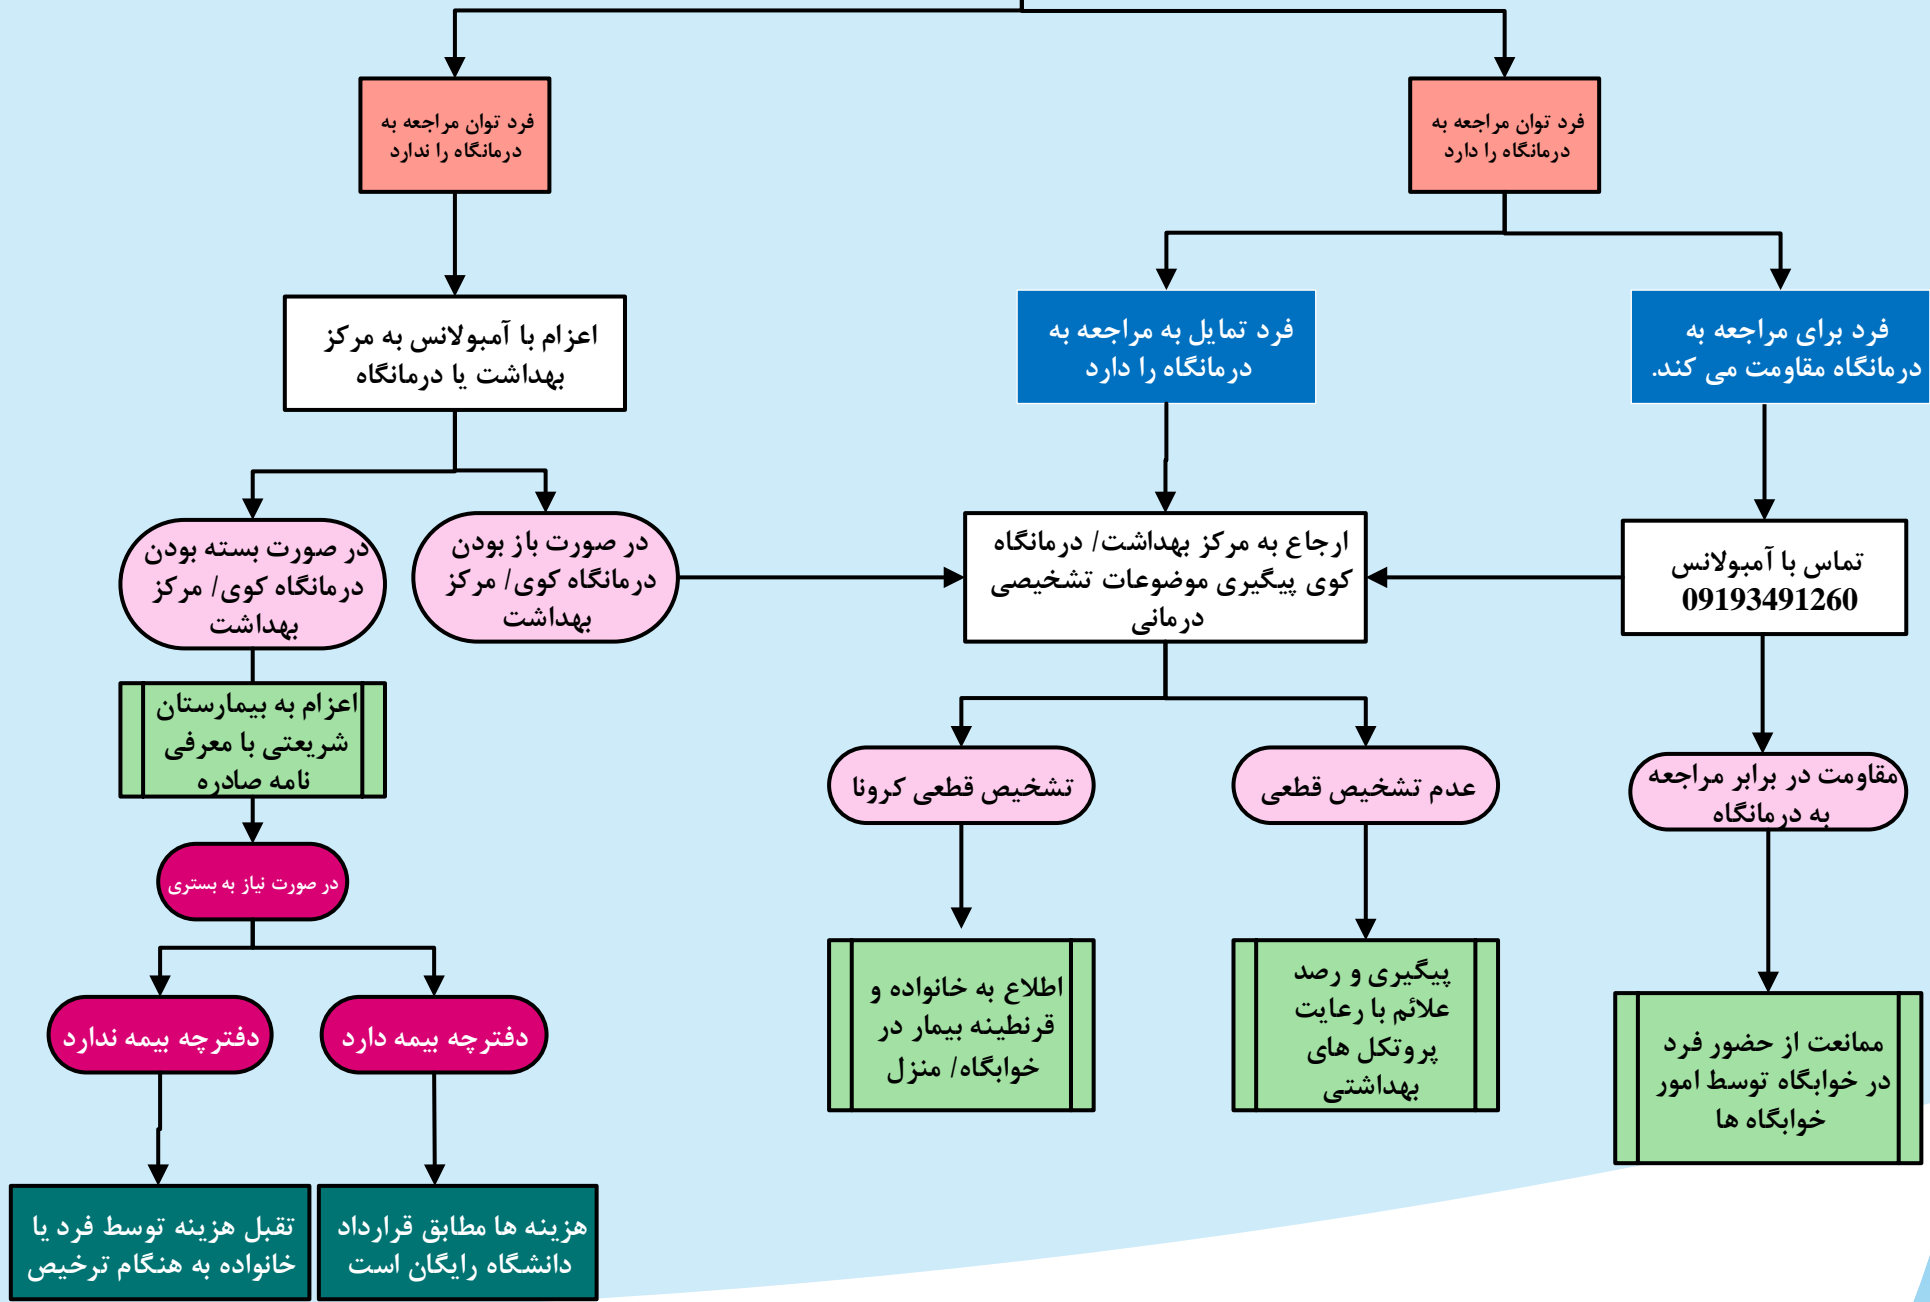 فرد توان مراجعه به
درمانگاه را دارد
فرد توان مراجعه به
درمانگاه را ندارد
فرد برای مراجعه به
درمانگاه مقاومت می کند.
فرد تمایل به مراجعه به
درمانگاه را دارد
اعزام با آمبولانس به مرکز
بهداشت یا درمانگاه
تماس با آمبولانس
09193491260
ارجاع به مرکز بهداشت/ درمانگاه
کوی پیگیری موضوعات تشخیصی
درمانی
در صورت باز بودن
درمانگاه کوی/ مرکز
بهداشت
در صورت بسته بودن
درمانگاه کوی/ مرکز
بهداشت
اعزام به بیمارستان
شریعتی با معرفی
نامه صادره
مقاومت در برابر مراجعه
به درمانگاه
عدم تشخیص قطعی
تشخیص قطعی کرونا
در صورت نیاز به بستری
ممانعت از حضور فرد
در خوابگاه توسط امور
خوابگاه ها
پیگیری و رصد
علائم با رعایت
پروتکل های
بهداشتی
اطلاع به خانواده و
قرنطینه بیمار در
خوابگاه/ منزل
دفترچه بیمه دارد
دفترچه بیمه ندارد
هزینه ها مطابق قرارداد
دانشگاه رایگان است
تقبل هزینه توسط فرد یا
خانواده به هنگام ترخیص